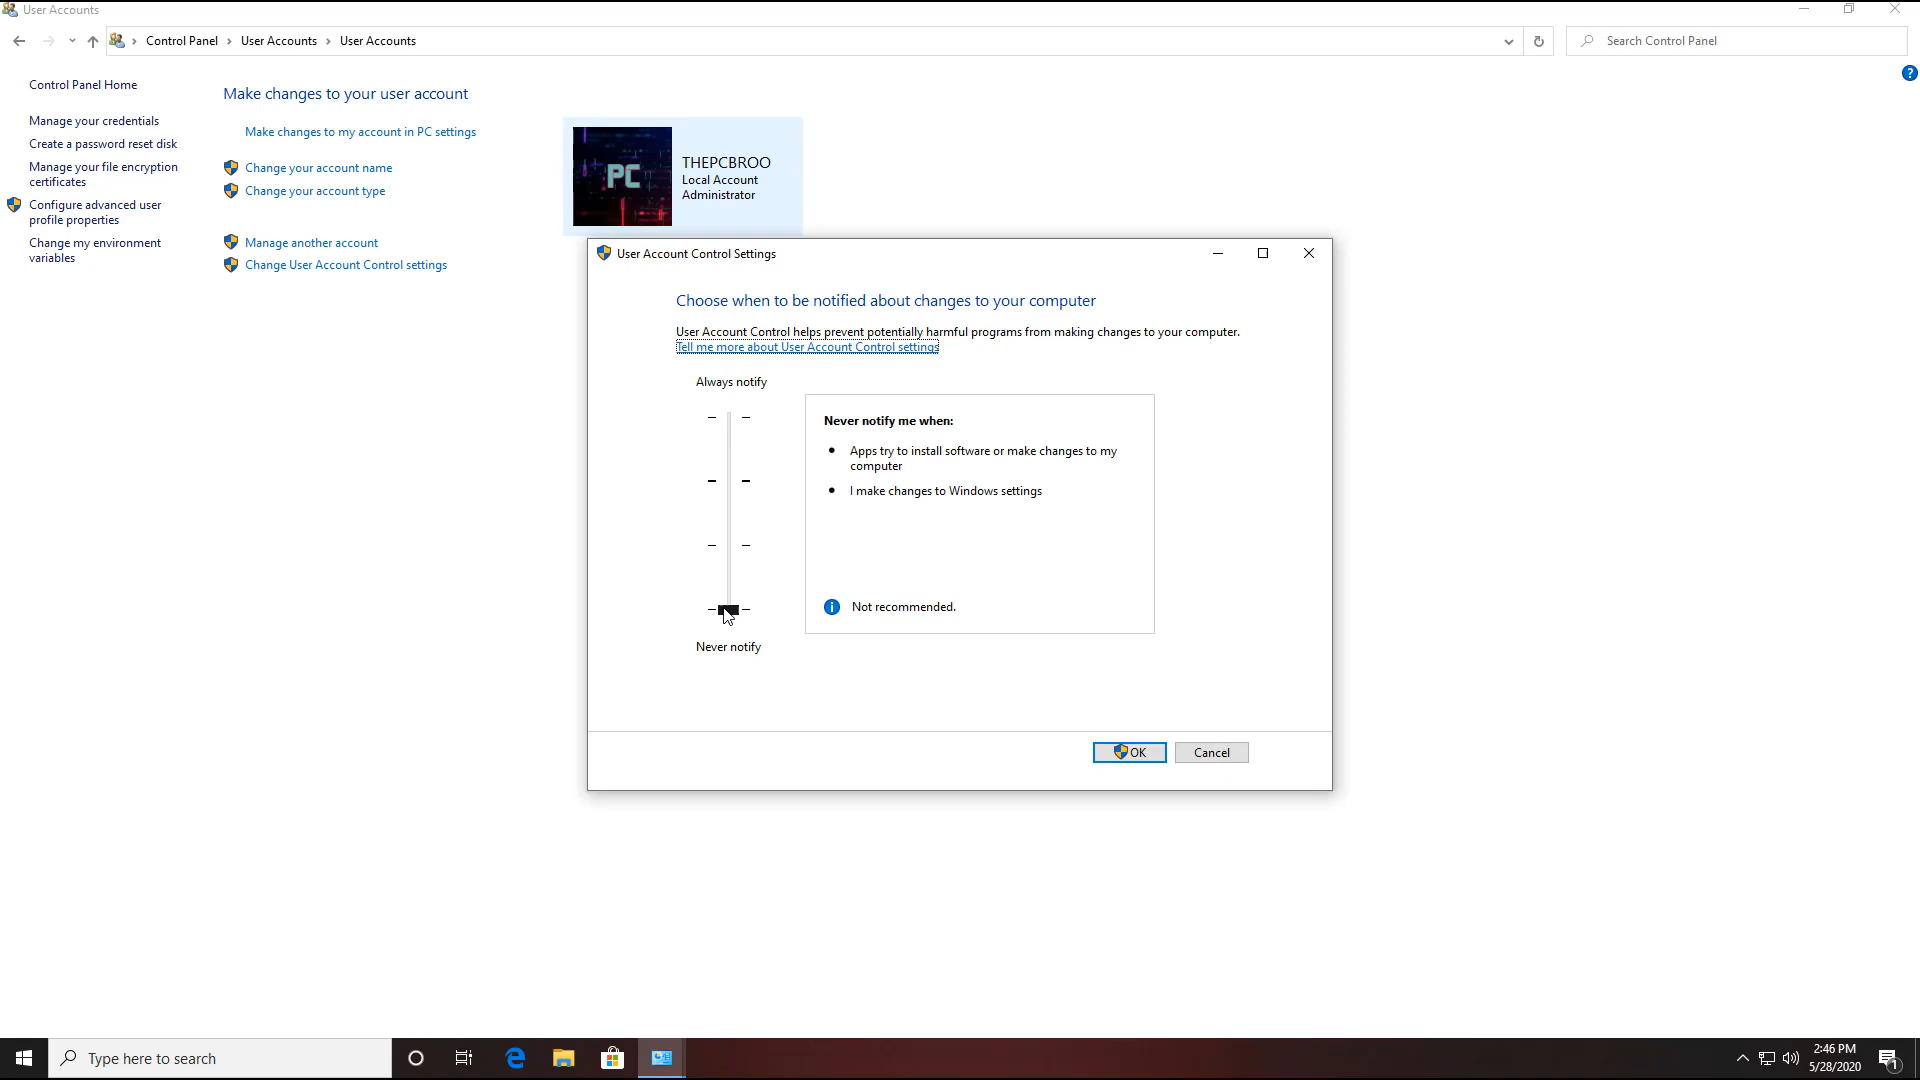 User Accounts
Control Panel
User Accounts
User Accounts
Search Control Panel
Control Panel Home
Manage your credentials
Create a password reset disk
Manage your file encryption
certificates
Configure advanced user
profile properties
Change my environment
variables
Make changes to your user account
Make changes to my account in PC settings
Change your account name
Change your account type
Manage another account
Change User Account Control settings
PC
THEPCBROO
Local Account
Administrator
User Account Control Settings
Choose when to be notified about changes to your computer
User Account Control helps prevent potentially harmful programs from making changes to your computer.
Tell me more about User Account Control settings
Always notify
Never notify me when:
Apps try to install software or make changes to my
computer
I make changes to Windows settings
Not recommended.
Never notify
OK
Cancel
Type here to search
2:46 PM
5/28/2020
1